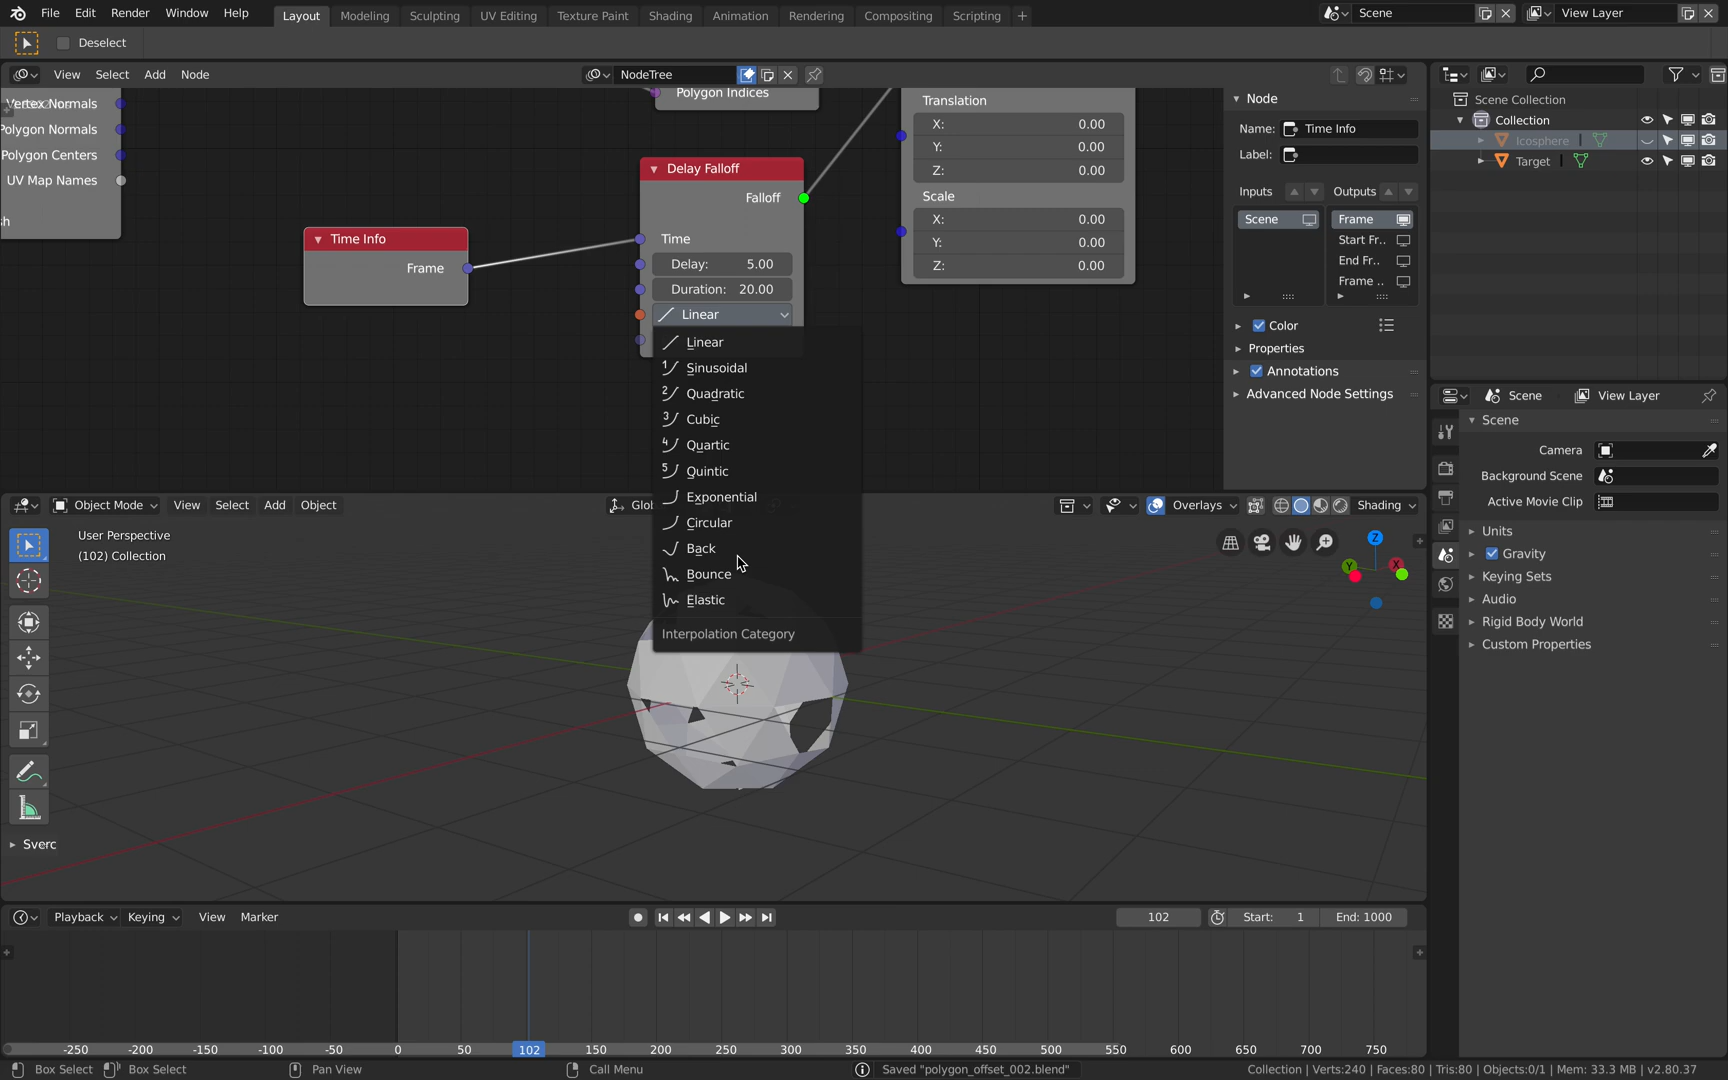 File Edit Render Window Help Layout Modeling Sculpting UV Editing Texture Paint Shading Animation Rendering Compositing Scripting Scene View Layer
Deselect
View Select Add Node NodeTree
Vertex Normals
Polygon Normals
Polygon Centers
UV Map Names
Polygon Indices
Time Info
Frame
Delay Falloff
Falloff
Time
Delay: 5.00
Duration: 20.00
Linear
Linear
Sinusoidal
Quadratic
Cubic
Quartic
Quintic
Exponential
Circular
Back
Bounce
Elastic
Interpolation Category
Translation
X: 0.00
Y: 0.00
Z: 0.00
Scale
X: 0.00
Y: 0.00
Z: 0.00
Node
Name: Time Info
Label:
Inputs Outputs
Scene Frame
Start Fr..
End Fr..
Frame ..
Color
Properties
Annotations
Advanced Node Settings
Scene Collection
Collection
Icosphere
Target
Scene View Layer
Scene
Camera
Background Scene
Active Movie Clip
Units
Gravity
Keying Sets
Audio
Rigid Body World
Custom Properties
Object Mode View Select Add Object Glob Overlays Shading
User Perspective
(102) Collection
X Y Z
Sverc
Playback Keying View Marker 102 Start: 1 End: 1000
-250 -200 -150 -100 -50 0 50 102 150 200 250 300 350 400 450 500 550 600 650 700 750
Box Select Box Select Pan View Call Menu Saved "polygon_offset_002.blend" Collection | Verts:240 | Faces:80 | Tris:80 | Objects:0/1 | Mem: 33.3 MB | v2.80.37